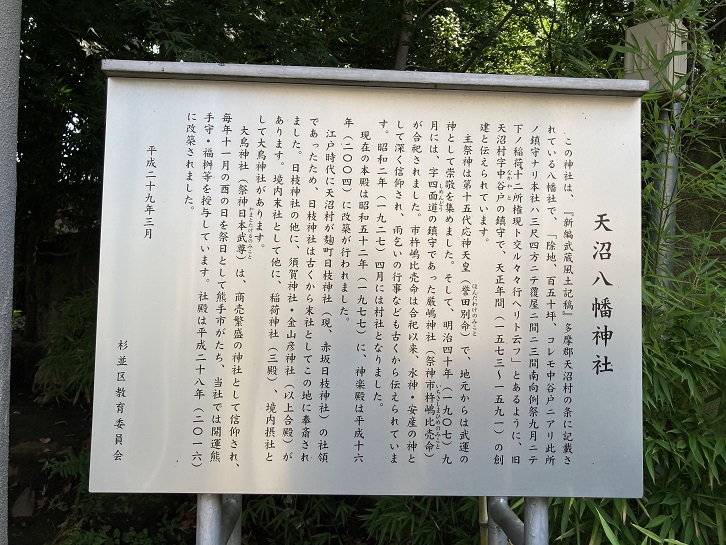 天沼八幡神社
この神社は、『新編武蔵風土記稿』多摩郡天沼村の条に記載さ
れている八幡社で、「除地、百五十坪、コレモ中谷戸ニアリ此所
ノ鎮守ナリ本社ハ三尺四方ニテ覆屋二間ニ三間南向例祭九月ニテ
下ノ稲荷十二所権現ト交ル々々行ヘリト云フ」とあるように、旧
天沼村字中谷戸の鎮守で、天正年間（一五七三～一五九一）の創
建と伝えられています。
主祭神は第十五代応神天皇（誉田別命）で、地元からは武運の
神として崇敬を集めました。そして、明治四十年（一九〇七）九
月には、字四面道の鎮守であった厳嶋神社（祭神市杵嶋比売命）
が合祀されました。市杵嶋比売命は合祀以来、水神・安産の神と
して深く信仰され、雨乞いの行事なども古くから伝えられていま
す。昭和二年（一九二七）四月には村社となりました。
現在の本殿は昭和五十二年（一九七七）に、神楽殿は平成十六
年（二〇〇四）に改築が行われました。
江戸時代に天沼村が麹町日枝神社（現、赤坂日枝神社）の社領
であったため、日枝神社は古くから末社としてこの地に奉斎され
ました。日枝神社の他に、須賀神社・金山彦神社（以上合殿）が
あります。境内末社として他に、稲荷神社（三殿）、境内摂社と
して大鳥神社があります。
大鳥神社（祭神日本武尊）は、商売繁盛の神社として信仰され、
毎年十一月の酉の日を祭日として熊手市がたち、当社では開運熊
手守・福桝等を授与しています。社殿は平成二十八年（二〇一六）
に改築されました。
平成二十九年三月
杉並区教育委員会